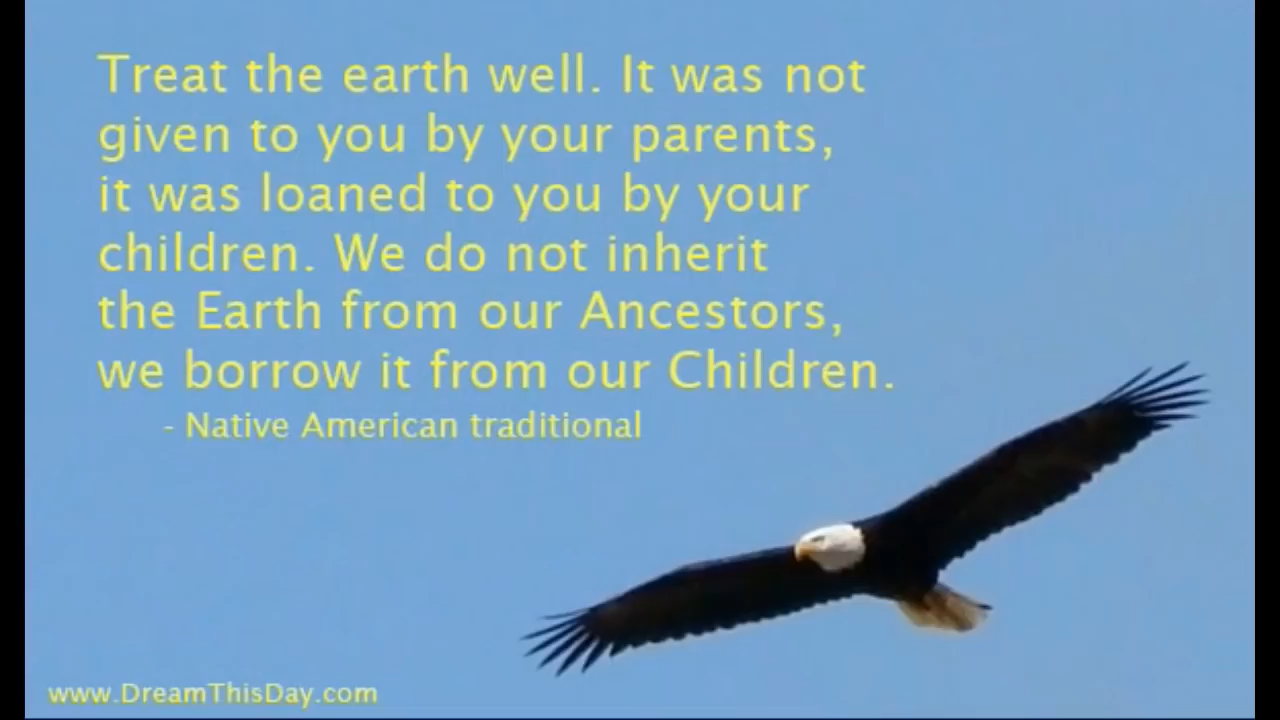 Treat the earth well. It was not
given to you by your parents,
it was loaned to you by your
children. We do not inherit
the Earth from our Ancestors,
we borrow it from our Children.
- Native American traditional
www.DreamThisDay.com